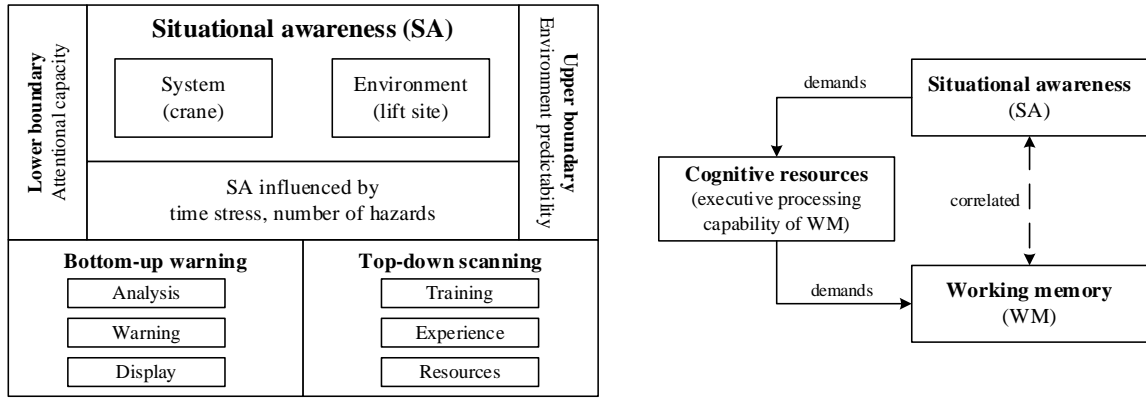 Situational awareness (SA)
Lower boundary
Attentional capacity
System
(crane)
Environment
(lift site)
Upper boundary
Environment predictability
SA influenced by
time stress, number of hazards
Bottom-up warning
Analysis
Warning
Display
Top-down scanning
Training
Experience
Resources
demands
Situational awareness
(SA)
Cognitive resources
(executive processing
capability of WM)
correlated
demands
Working memory
(WM)